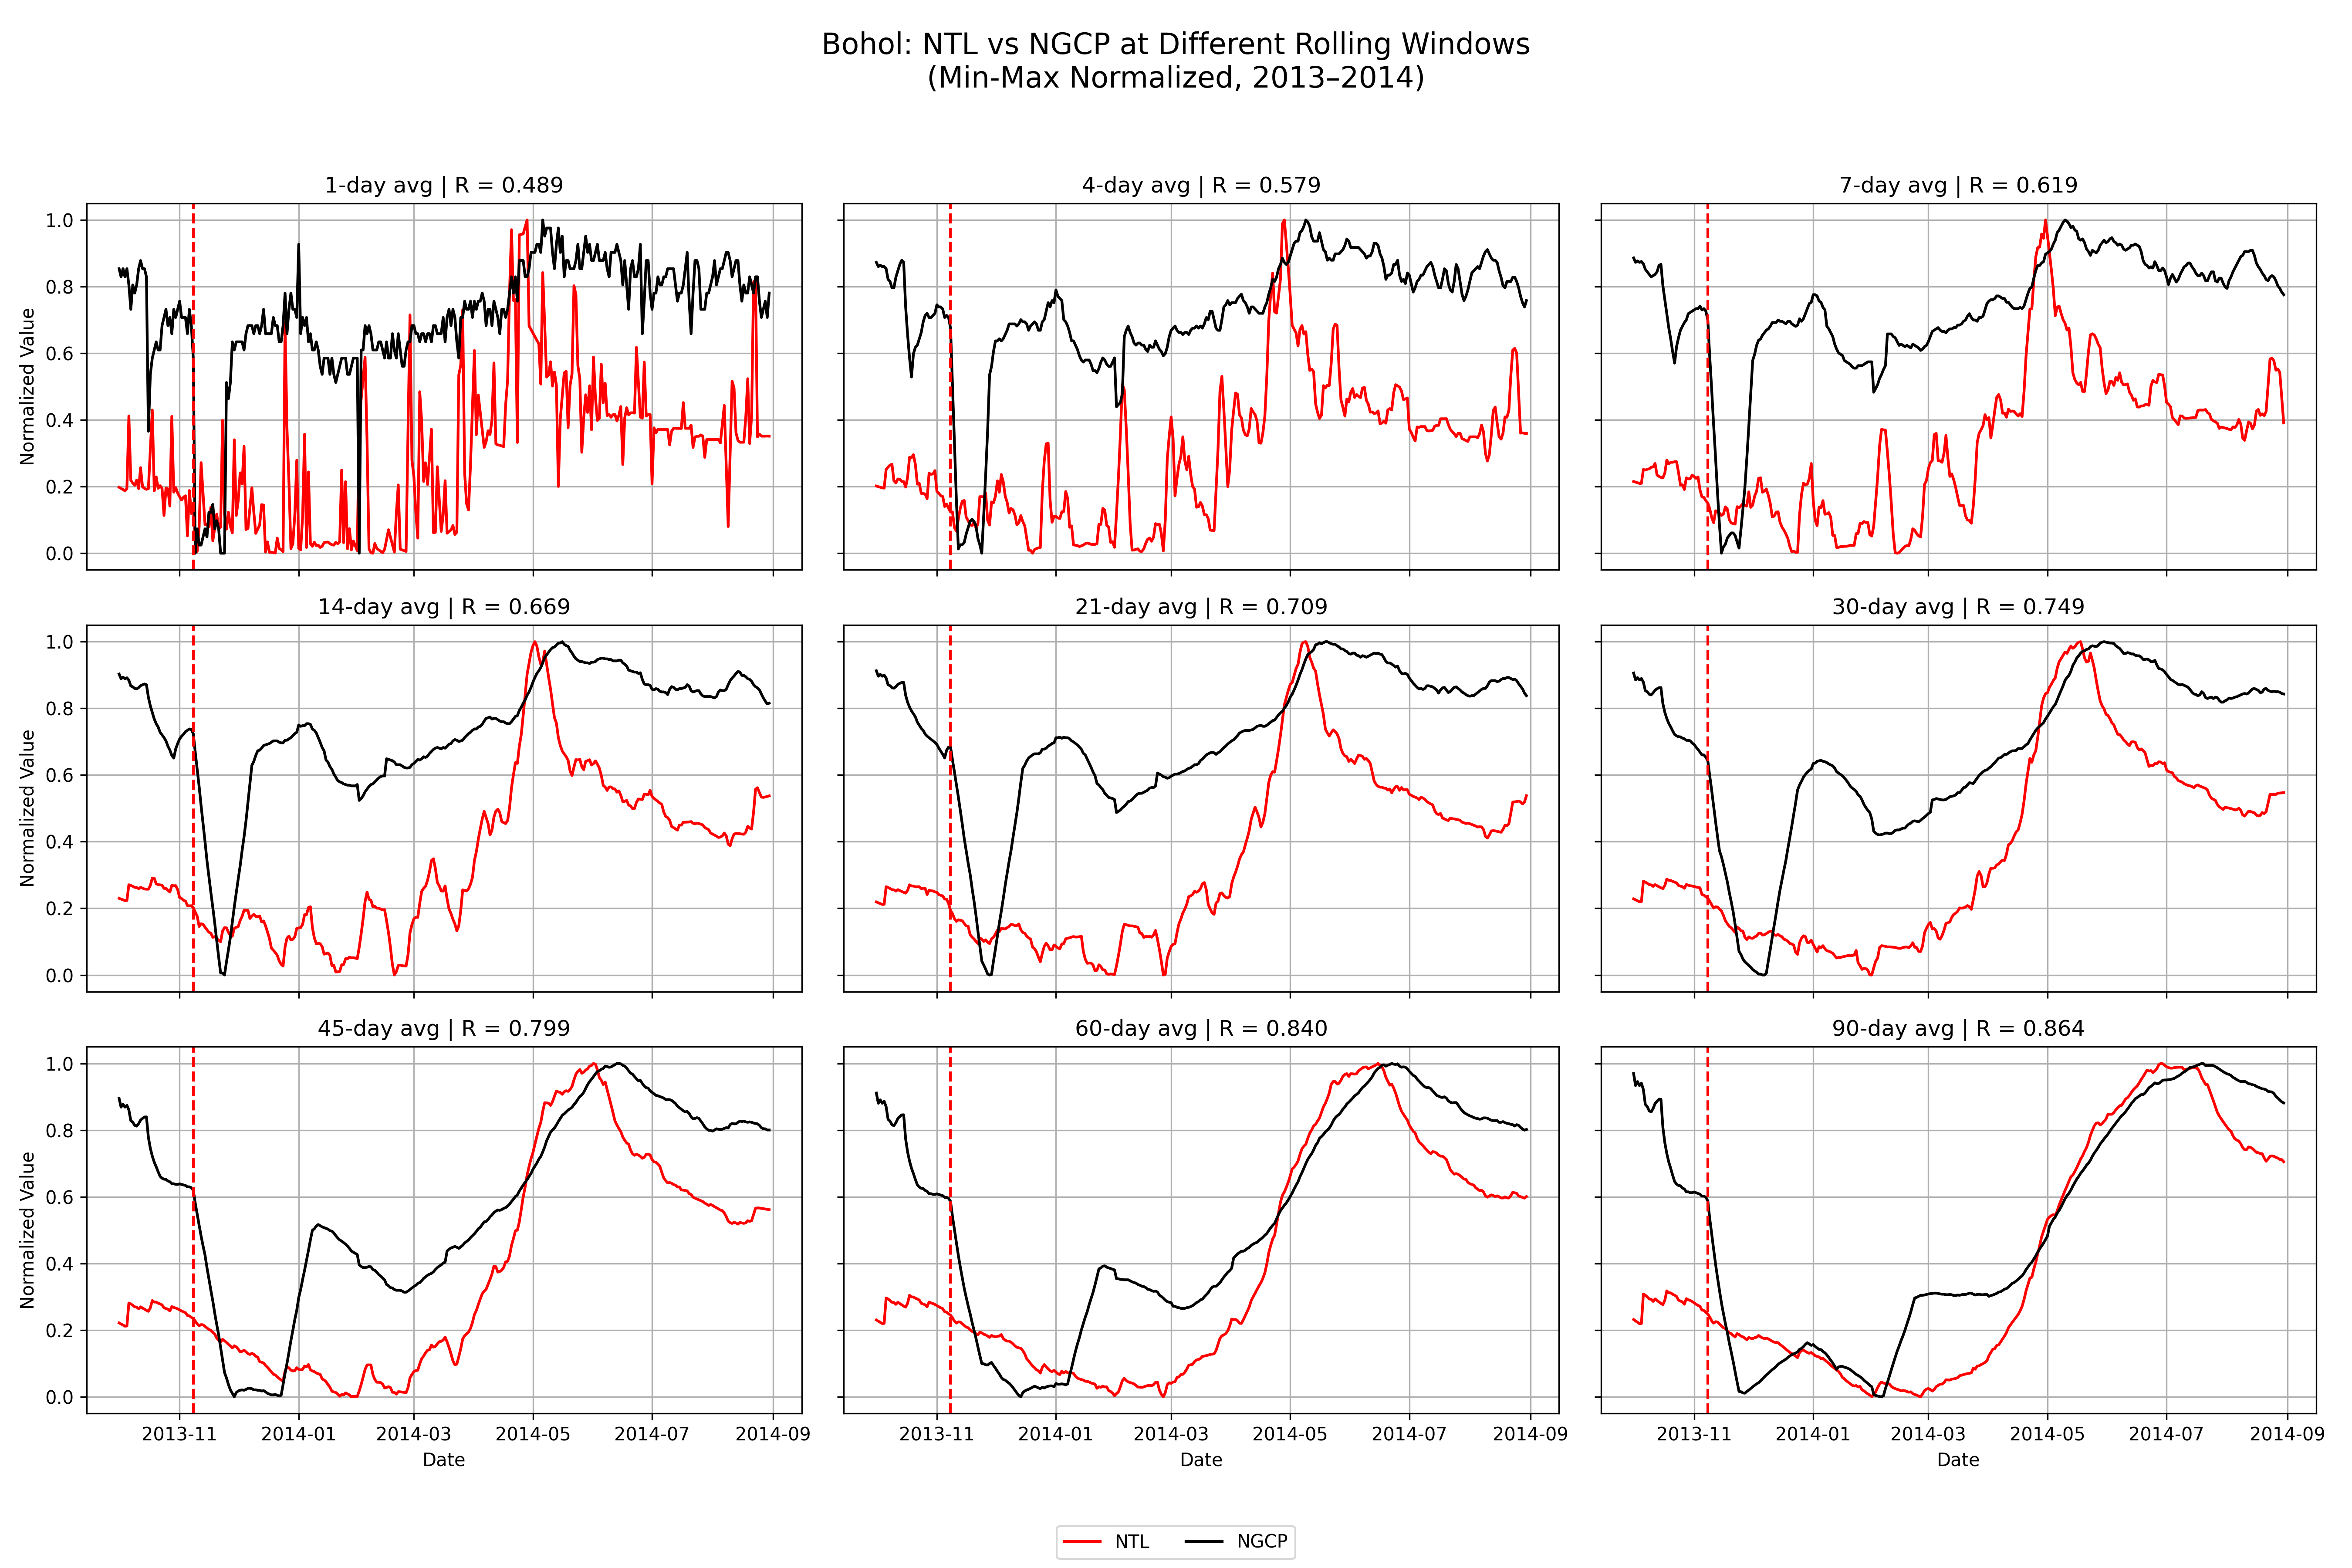 Bohol: NTL vs NGCP at Different Rolling Windows
(Min-Max Normalized, 2013–2014)
1-day avg | R = 0.489
4-day avg | R = 0.579
7-day avg | R = 0.619
1.0
0.8
0.6
0.4
0.2
0.0
Normalized Value
14-day avg | R = 0.669
21-day avg | R = 0.709
30-day avg | R = 0.749
1.0
0.8
0.6
0.4
0.2
0.0
Normalized Value
45-day avg | R = 0.799
60-day avg | R = 0.840
90-day avg | R = 0.864
1.0
0.8
0.6
0.4
0.2
0.0
Normalized Value
2013-11 2014-01 2014-03 2014-05 2014-07 2014-09
Date
2013-11 2014-01 2014-03 2014-05 2014-07 2014-09
Date
2013-11 2014-01 2014-03 2014-05 2014-07 2014-09
Date
NTL NGCP